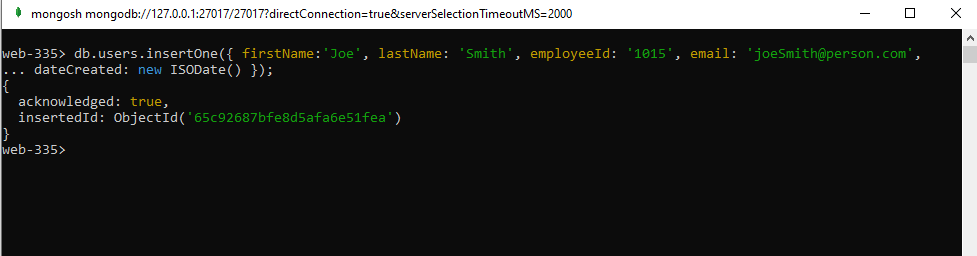 mongosh mongodb://127.0.0.1:27017/27017?directConnection=true&serverSelectionTimeoutMS=2000
web-335> db.users.insertOne({ firstName:'Joe', lastName: 'Smith', employeeId: '1015', email: 'joeSmith@person.com',
... dateCreated: new ISODate() });
{
  acknowledged: true,
  insertedId: ObjectId('65c92687bfe8d5afa6e51fea')
}
web-335>